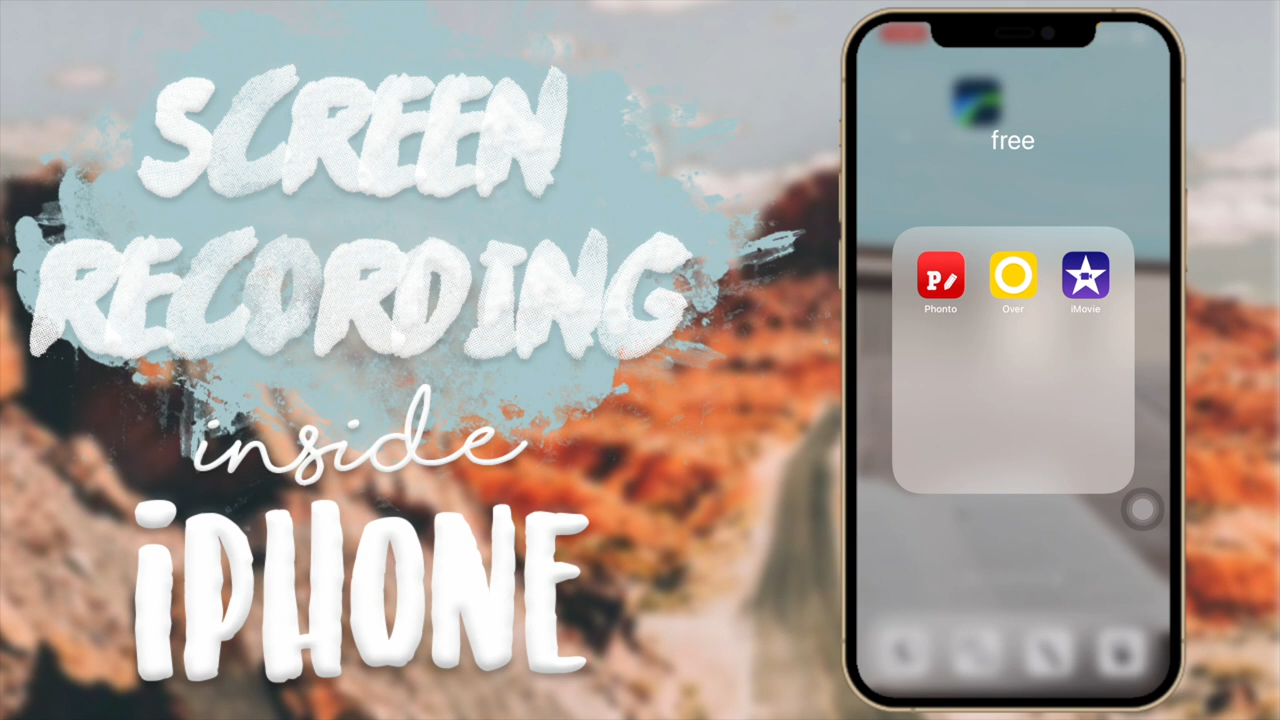 SCREEN
RECORDING
inside
iPHONE
free
Phonto
Over
iMovie